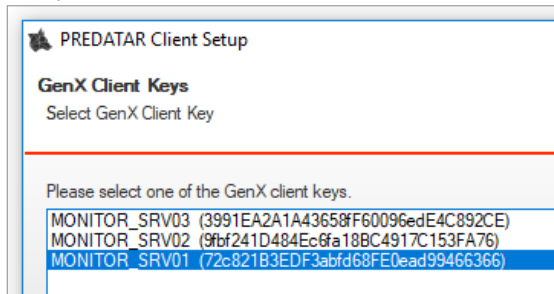 PREDATAR Client Setup
GenX Client Keys
Select GenX Client Key
Please select one of the GenX client keys.
MONITOR_SRV03 (3991EA2A1A43658fF60096edE4C892CE)
MONITOR_SRV02 (9fbf241D484Ec6fa18BC4917C153FA76)
MONITOR_SRV01 (72c821B3EDF3abfd68FE0ead99466366)